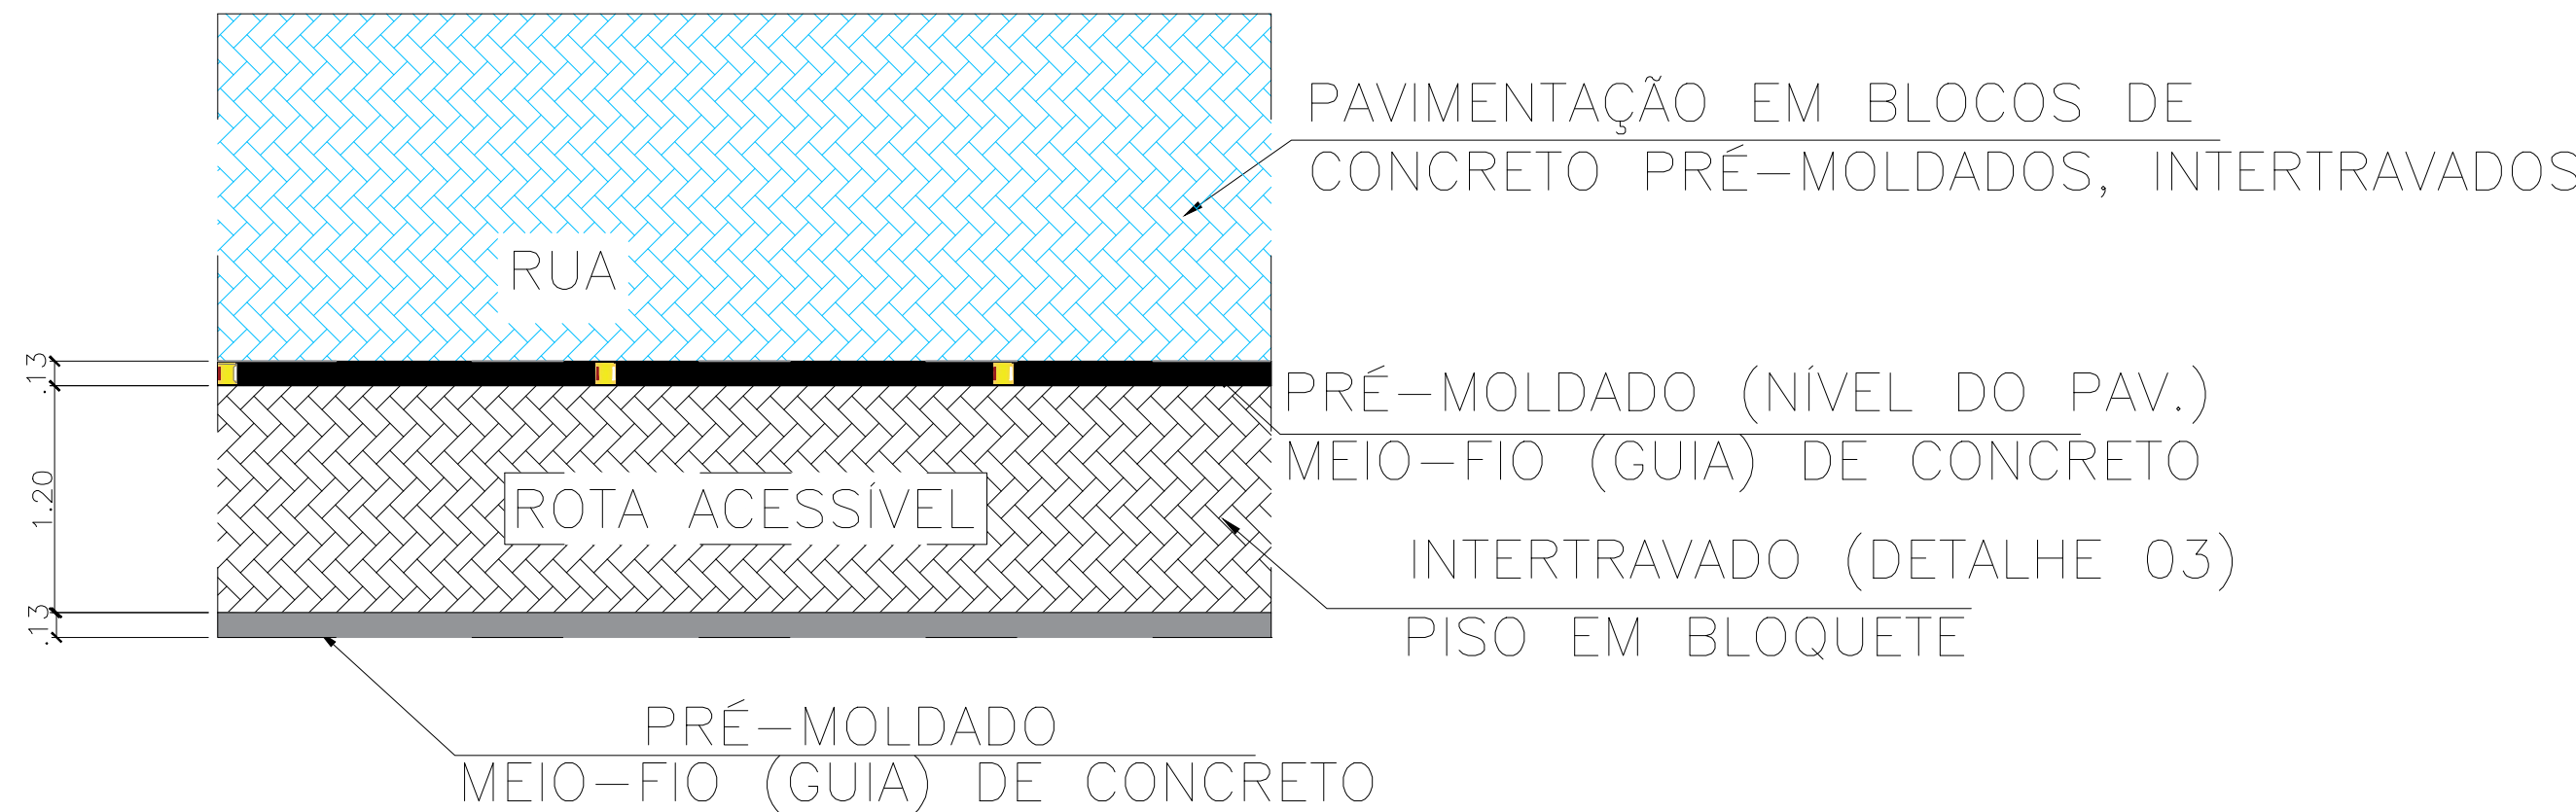 PAVIMENTAÇÃO EM BLOCOS DE
CONCRETO PRÉ-MOLDADOS, INTERTRAVADOS
RUA
.13
PRÉ-MOLDADO (NÍVEL DO PAV.)
MEIO-FIO (GUIA) DE CONCRETO
1.20
ROTA ACESSÍVEL
INTERTRAVADO (DETALHE 03)
PISO EM BLOQUETE
.13
PRÉ-MOLDADO
MEIO-FIO (GUIA) DE CONCRETO